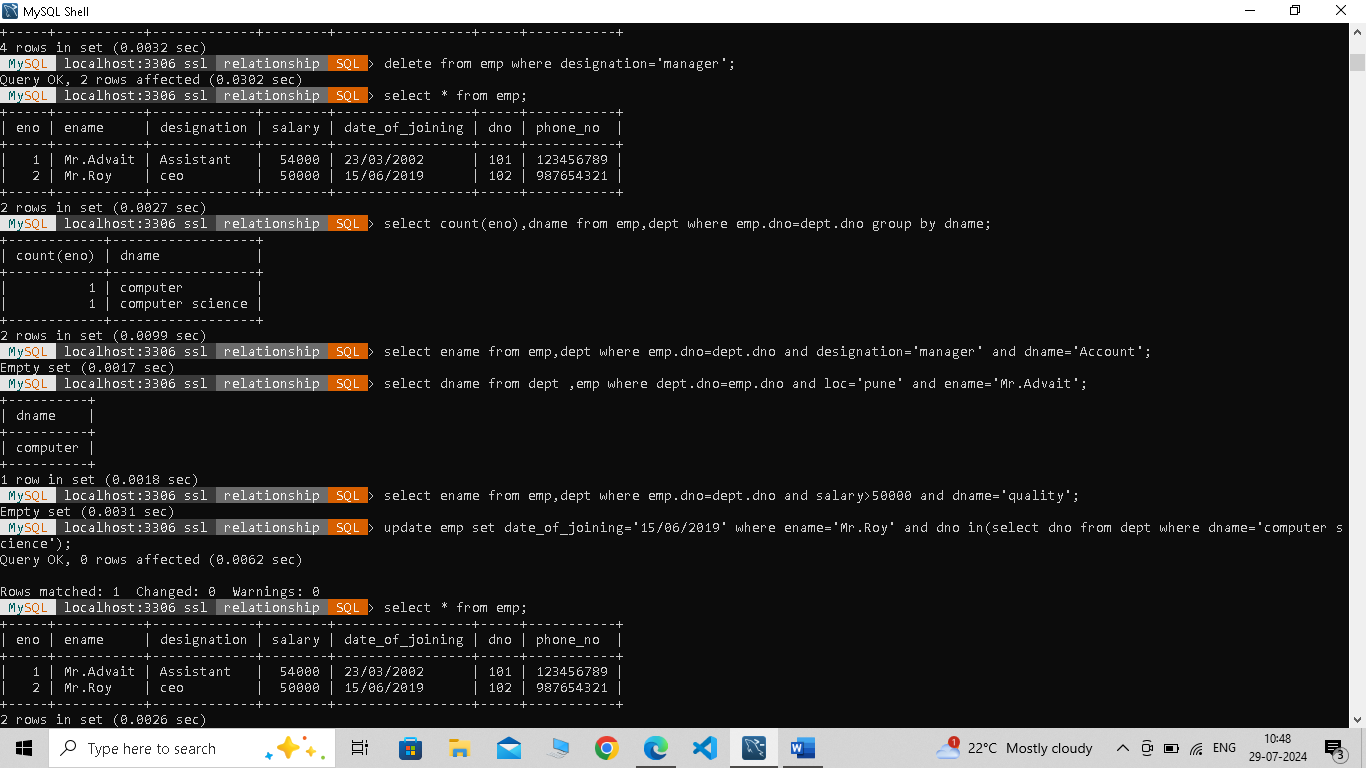 MySQL Shell
+-----+------------+-------------+--------+-----------------+-----+-----------+
4 rows in set (0.0032 sec)
MySQL localhost:3306 ssl relationship SQL > delete from emp where designation='manager';
Query OK, 2 rows affected (0.0302 sec)
MySQL localhost:3306 ssl relationship SQL > select * from emp;
+-----+-----------+-------------+--------+-----------------+-----+-----------+
| eno | ename     | designation | salary | date_of_joining | dno | phone_no  |
+-----+-----------+-------------+--------+-----------------+-----+-----------+
|   1 | Mr.Advait | Assistant   |  54000 | 23/03/2002      | 101 | 123456789 |
|   2 | Mr.Roy    | ceo         |  50000 | 15/06/2019      | 102 | 987654321 |
+-----+-----------+-------------+--------+-----------------+-----+-----------+
2 rows in set (0.0027 sec)
MySQL localhost:3306 ssl relationship SQL > select count(eno),dname from emp,dept where emp.dno=dept.dno group by dname;
+------------+------------------+
| count(eno) | dname            |
+------------+------------------+
|          1 | computer         |
|          1 | computer science |
+------------+------------------+
2 rows in set (0.0099 sec)
MySQL localhost:3306 ssl relationship SQL > select ename from emp,dept where emp.dno=dept.dno and designation='manager' and dname='Account';
Empty set (0.0017 sec)
MySQL localhost:3306 ssl relationship SQL > select dname from dept ,emp where dept.dno=emp.dno and loc='pune' and ename='Mr.Advait';
+----------+
| dname    |
+----------+
| computer |
+----------+
1 row in set (0.0018 sec)
MySQL localhost:3306 ssl relationship SQL > select ename from emp,dept where emp.dno=dept.dno and salary>50000 and dname='quality';
Empty set (0.0031 sec)
MySQL localhost:3306 ssl relationship SQL > update emp set date_of_joining='15/06/2019' where ename='Mr.Roy' and dno in(select dno from dept where dname='computer s
cience');
Query OK, 0 rows affected (0.0062 sec)
Rows matched: 1  Changed: 0  Warnings: 0
MySQL localhost:3306 ssl relationship SQL > select * from emp;
+-----+-----------+-------------+--------+-----------------+-----+-----------+
| eno | ename     | designation | salary | date_of_joining | dno | phone_no  |
+-----+-----------+-------------+--------+-----------------+-----+-----------+
|   1 | Mr.Advait | Assistant   |  54000 | 23/03/2002      | 101 | 123456789 |
|   2 | Mr.Roy    | ceo         |  50000 | 15/06/2019      | 102 | 987654321 |
+-----+-----------+-------------+--------+-----------------+-----+-----------+
2 rows in set (0.0026 sec)
Type here to search
1
22°C Mostly cloudy
ENG
10:48
29-07-2024
3